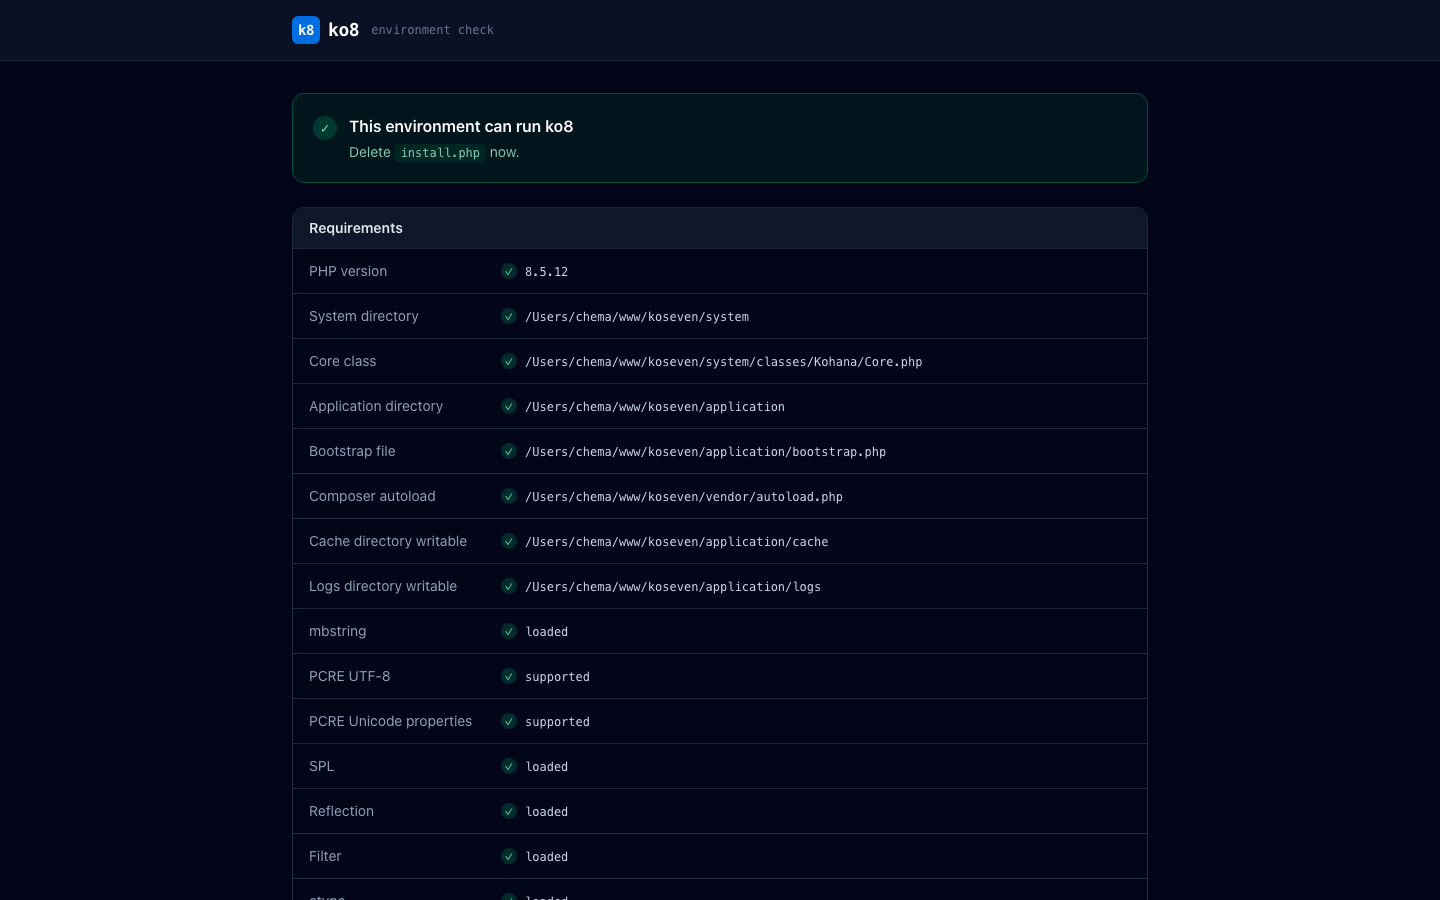 k8 ko8 environment check
✓ This environment can run ko8
Delete install.php now.
Requirements
PHP version ✓ 8.5.12
System directory ✓ /Users/chema/www/koseven/system
Core class ✓ /Users/chema/www/koseven/system/classes/Kohana/Core.php
Application directory ✓ /Users/chema/www/koseven/application
Bootstrap file ✓ /Users/chema/www/koseven/application/bootstrap.php
Composer autoload ✓ /Users/chema/www/koseven/vendor/autoload.php
Cache directory writable ✓ /Users/chema/www/koseven/application/cache
Logs directory writable ✓ /Users/chema/www/koseven/application/logs
mbstring ✓ loaded
PCRE UTF-8 ✓ supported
PCRE Unicode properties ✓ supported
SPL ✓ loaded
Reflection ✓ loaded
Filter ✓ loaded